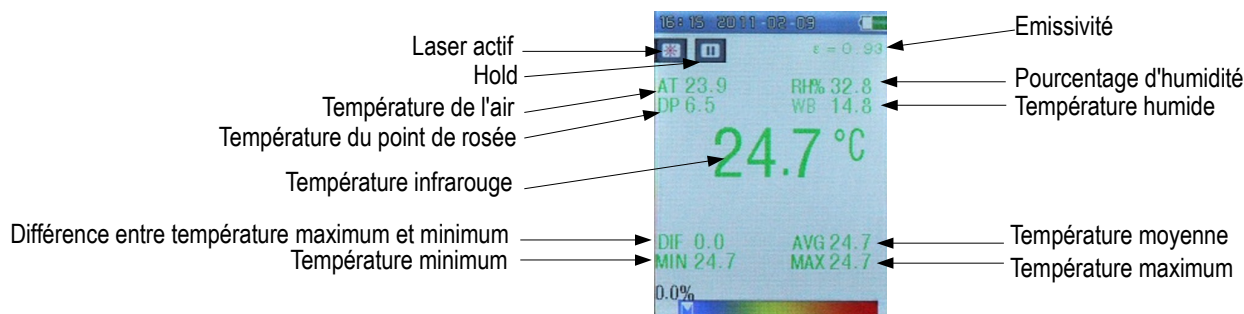 16:15 2011-02-09
Emissivité
Laser actif
ε = 0.93
Hold
AT 23.9 RH% 32.8
Pourcentage d'humidité
Température de l'air
DP 6.5 WB 14.8
Température humide
Température du point de rosée
24.7 °C
Température infrarouge
Différence entre température maximum et minimum
DIF 0.0 AVG 24.7
Température moyenne
Température minimum
MIN 24.7 MAX 24.7
Température maximum
0.0%
M